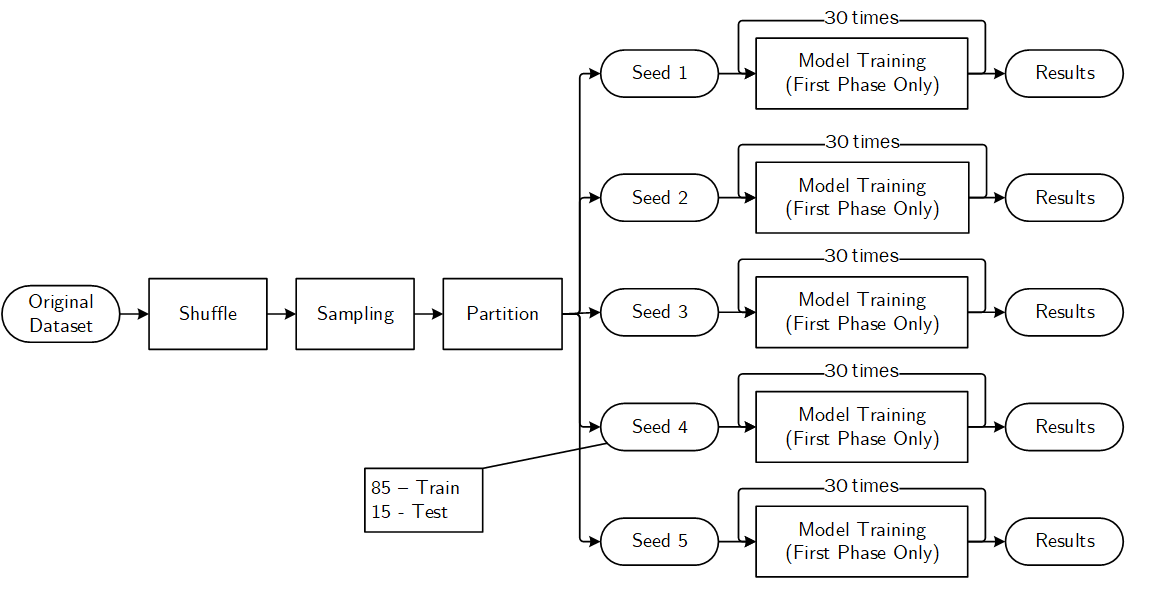 30 times
Seed 1
Model Training
(First Phase Only)
Results
30 times
Seed 2
Model Training
(First Phase Only)
Results
Original
Dataset
Shuffle
Sampling
Partition
30 times
Seed 3
Model Training
(First Phase Only)
Results
30 times
Seed 4
Model Training
(First Phase Only)
Results
85 – Train
15 - Test
30 times
Seed 5
Model Training
(First Phase Only)
Results